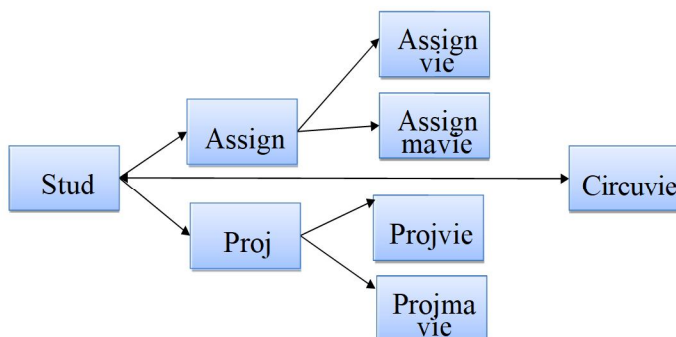 Assign
vie
Assign
Assign
mavie
Stud
Circuvie
Proj
Projvie
Projma
vie